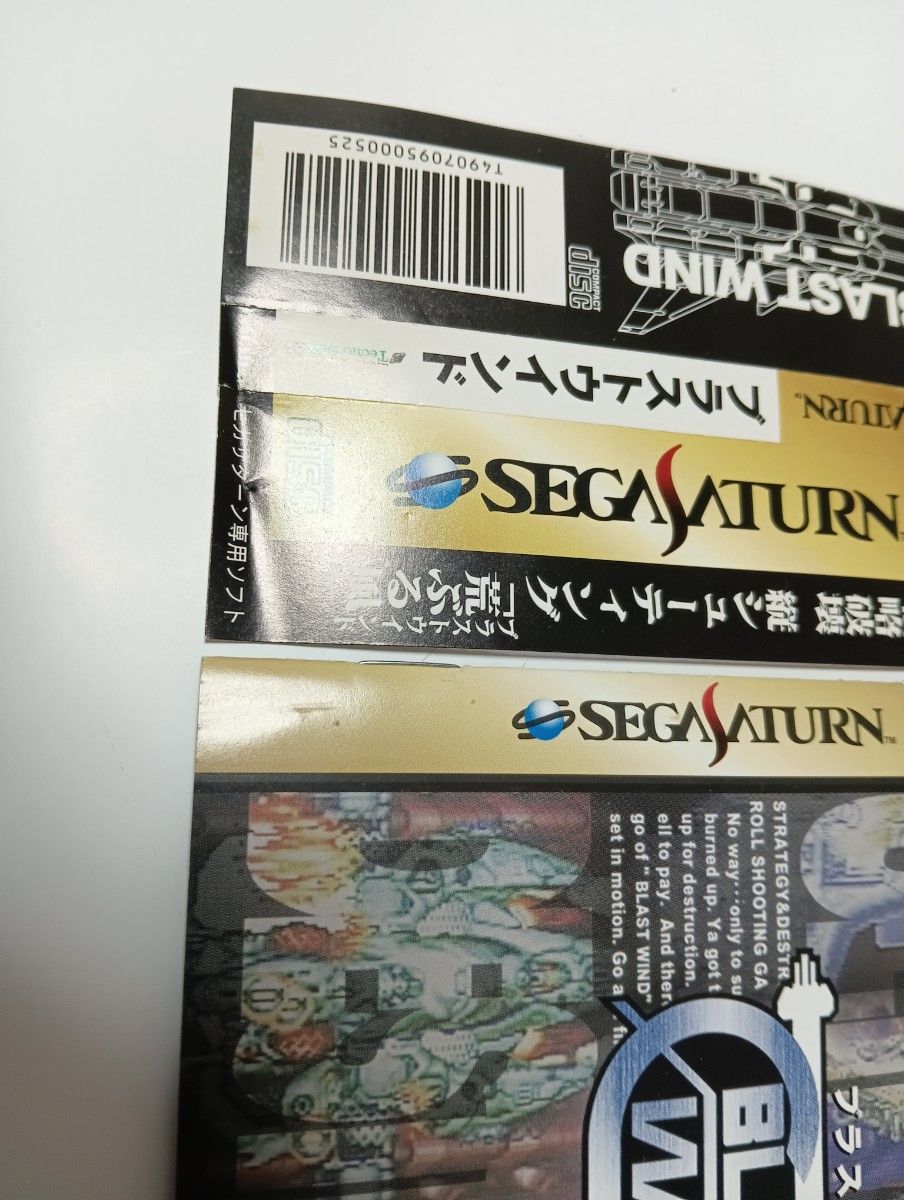 T4907095000525
COMPACT
disc
BLAST WIND
ブラストウインド
SATURN
SEGA SATURN
セガサターン専用ソフト
略破壊
縦シューティング
ブラストウインド
「荒ぶる風
SEGA SATURN™
STRATEGY&DESTR
ROLL SHOOTING GA
No way･･･only to su
burned up. Ya got t
up for destruction.
ell to pay. And ther
go of " BLAST WIND"
set in motion. Go a
BL
W
ブラス